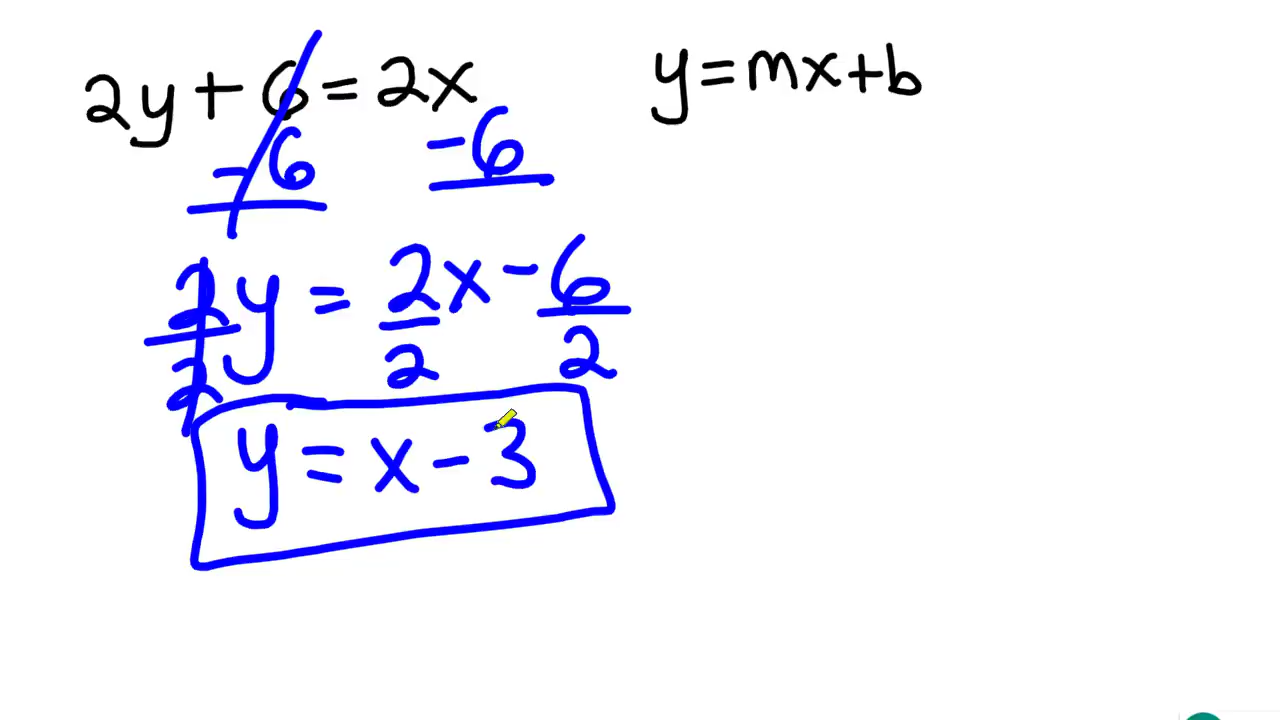 2y + 6 = 2x
y = mx + b
- 6 - 6
2y = 2x - 6
2 2 2
y = x - 3